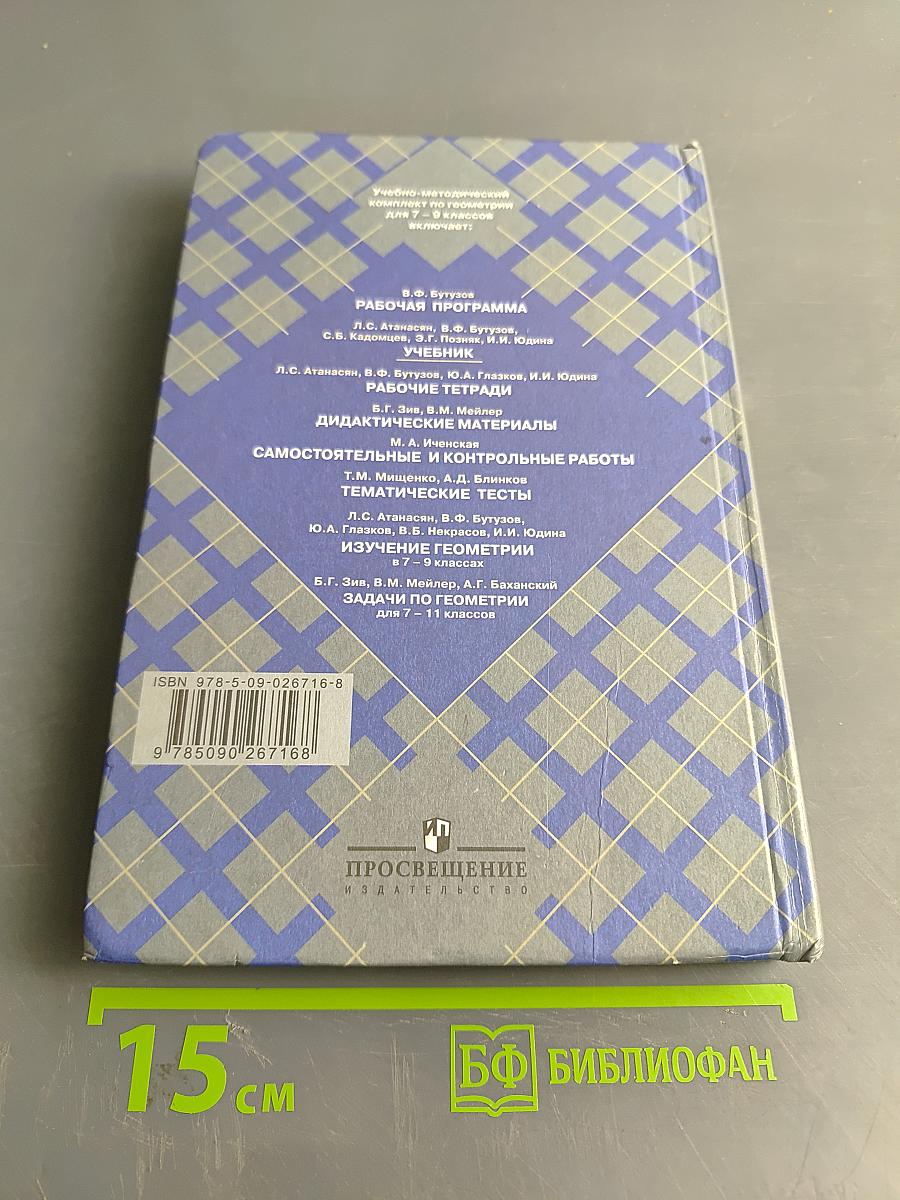 Учебно-методический
комплект по геометрии
для 7 – 9 классов
включает:
В.Ф. Бутузов
РАБОЧАЯ ПРОГРАММА
Л.С. Атанасян, В.Ф. Бутузов,
С.Б. Кадомцев, Э.Г. Позняк, И.И. Юдина
УЧЕБНИК
Л.С. Атанасян, В.Ф. Бутузов, Ю.А. Глазков, И.И. Юдина
РАБОЧИЕ ТЕТРАДИ
Б.Г. Зив, В.М. Мейлер
ДИДАКТИЧЕСКИЕ МАТЕРИАЛЫ
М. А. Иченская
САМОСТОЯТЕЛЬНЫЕ И КОНТРОЛЬНЫЕ РАБОТЫ
Т.М. Мищенко, А.Д. Блинков
ТЕМАТИЧЕСКИЕ ТЕСТЫ
Л.С. Атанасян, В.Ф. Бутузов,
Ю.А. Глазков, В.Б. Некрасов, И.И. Юдина
ИЗУЧЕНИЕ ГЕОМЕТРИИ
в 7 – 9 классах
Б.Г. Зив, В.М. Мейлер, А.Г. Баханский
ЗАДАЧИ ПО ГЕОМЕТРИИ
для 7 – 11 классов
ISBN 978-5-09-026716-8
9 785090 267168
ПРОСВЕЩЕНИЕ
ИЗДАТЕЛЬСТВО
15 см
БФ БИБЛИОФАН